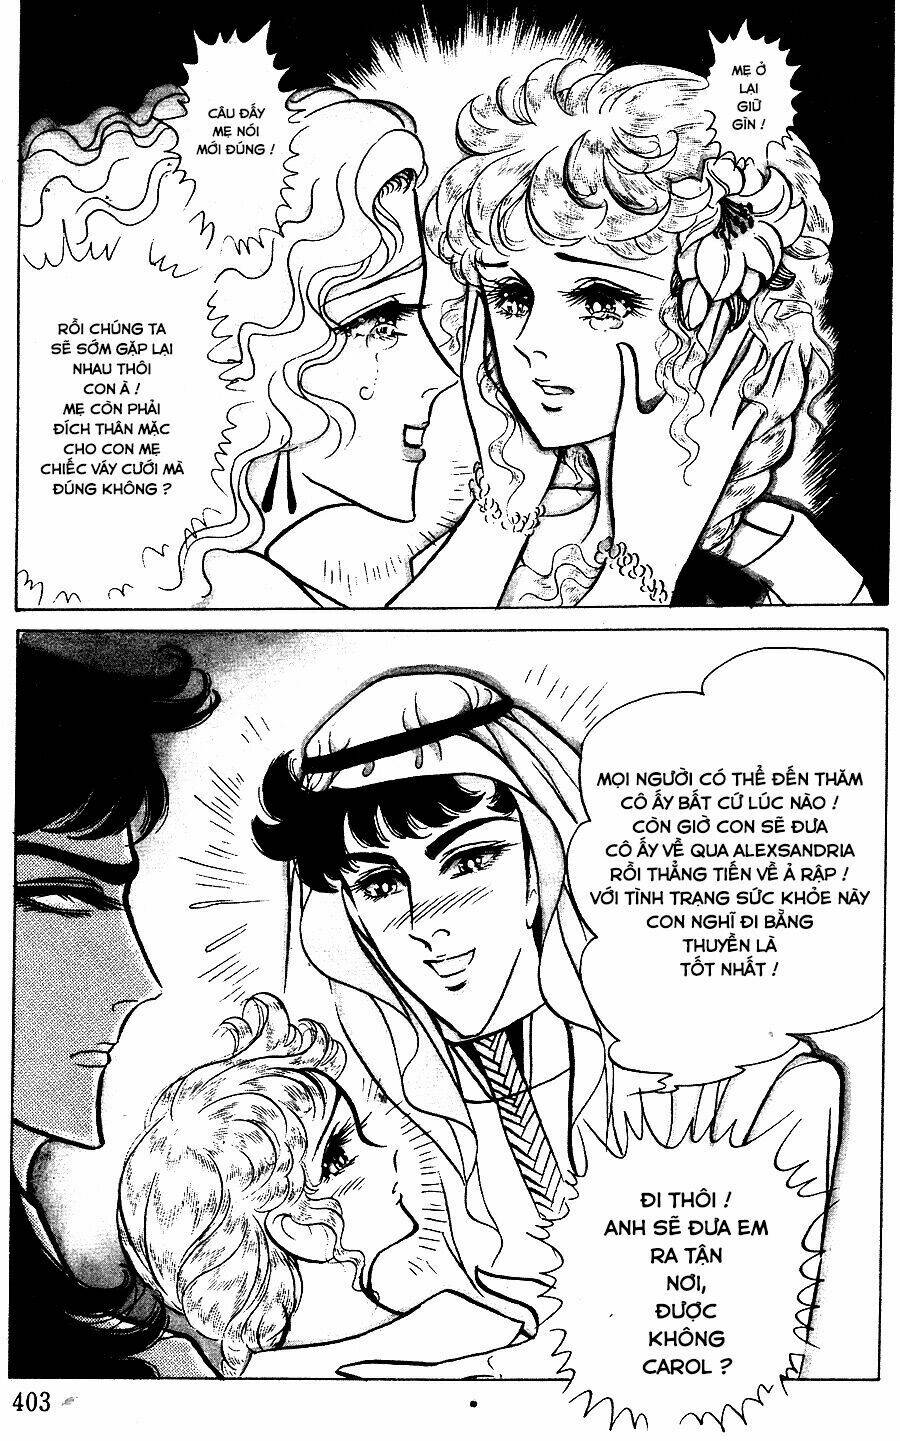 MẸ Ở
LẠI
GIỮ
GÌN !
CÂU ĐẤY
MẸ NÓI
MỚI ĐÚNG !
RỒI CHÚNG TA
SẼ SỚM GẶP LẠI
NHAU THÔI
CON À !
MẸ CÒN PHẢI
ĐÍCH THÂN MẶC
CHO CON MẸ
CHIẾC VÁY CƯỚI MÀ
ĐÚNG KHÔNG ?
MỌI NGƯỜI CÓ THỂ ĐẾN THĂM
CÔ ẤY BẤT CỨ LÚC NÀO !
CÒN GIỜ CON SẼ ĐƯA
CÔ ẤY VỀ QUA ALEXSANDRIA
RỒI THẲNG TIẾN VỀ Ả RẬP !
VỚI TÌNH TRẠNG SỨC KHỎE NÀY
CON NGHĨ ĐI BẰNG
THUYỀN LÀ
TỐT NHẤT !
ĐI THÔI !
ANH SẼ ĐƯA EM
RA TẬN
NƠI,
ĐƯỢC
KHÔNG
CAROL ?
403